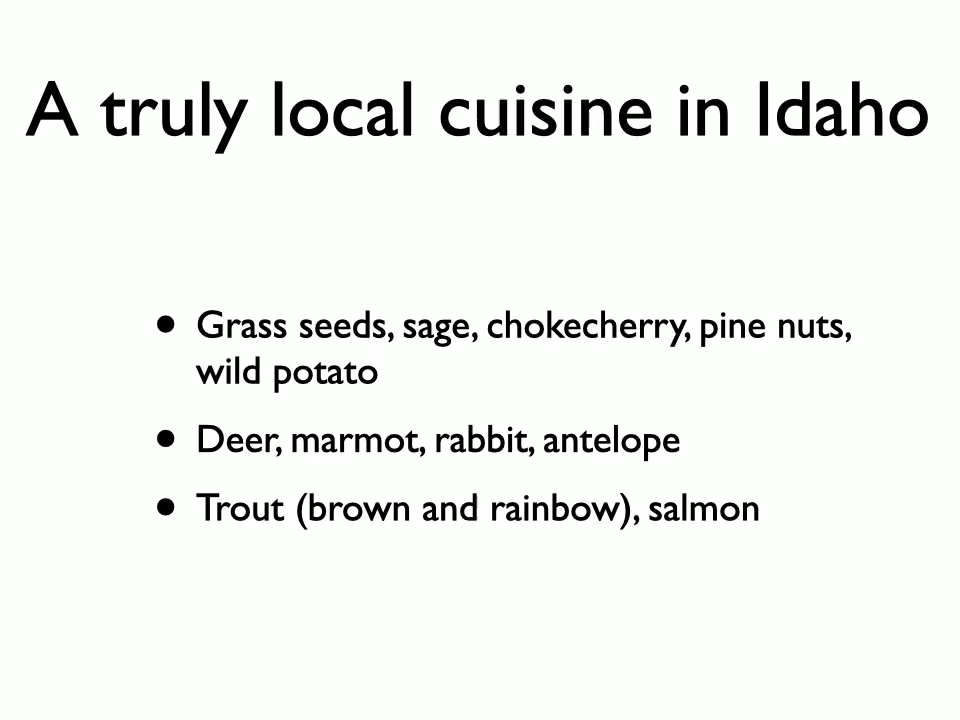 A truly local cuisine in Idaho
• Grass seeds, sage, chokecherry, pine nuts,
wild potato
• Deer, marmot, rabbit, antelope
• Trout (brown and rainbow), salmon